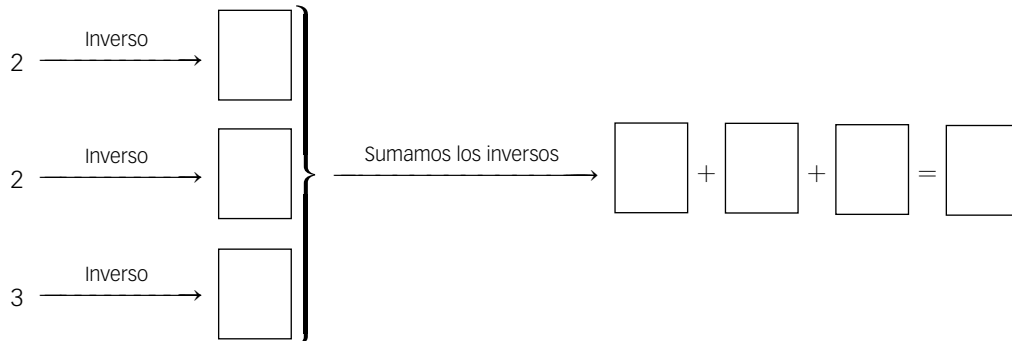 2 Inverso
2 Inverso
3 Inverso
Sumamos los inversos
+ + =